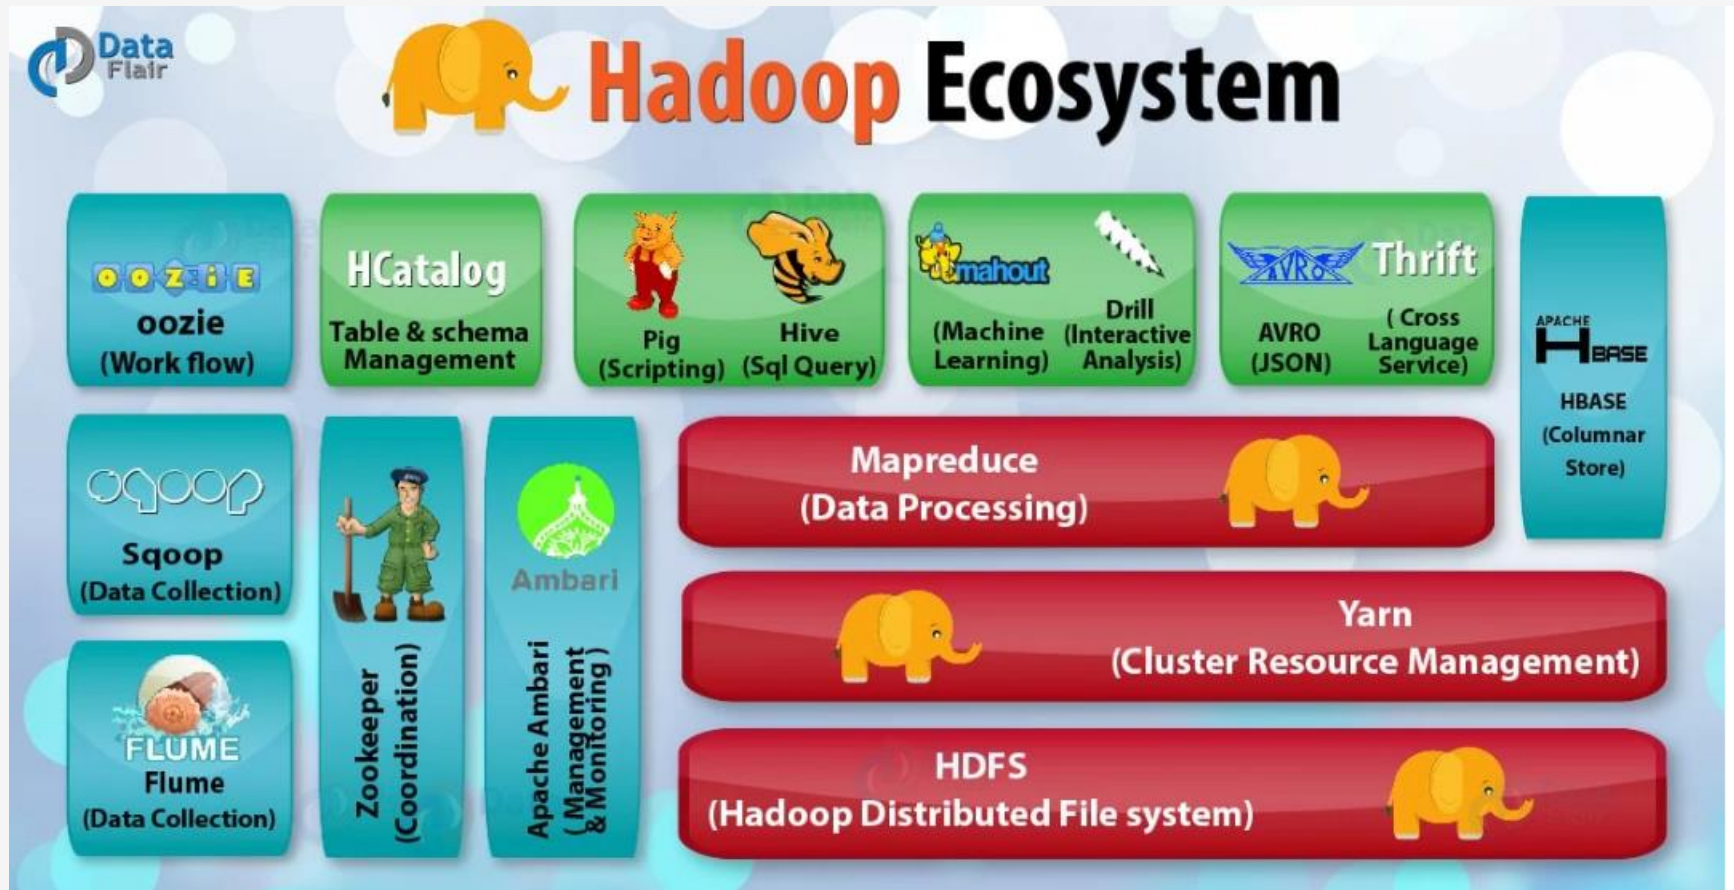 Data
Flair
Hadoop Ecosystem
OOZiE
oozie
(Work flow)
HCatalog
Table & schema
Management
Pig
(Scripting)
Hive
(Sql Query)
mahout
(Machine
Learning)
Drill
(Interactive
Analysis)
AVRO
AVRO
(JSON)
Thrift
( Cross
Language
Service)
APACHE
HBASE
HBASE
(Columnar
Store)
sqoop
Sqoop
(Data Collection)
Zookeeper
(Coordination)
Ambari
Apache Ambari
( Management
& Monitoring )
Mapreduce
(Data Processing)
Yarn
(Cluster Resource Management)
FLUME
Flume
(Data Collection)
HDFS
(Hadoop Distributed File system)